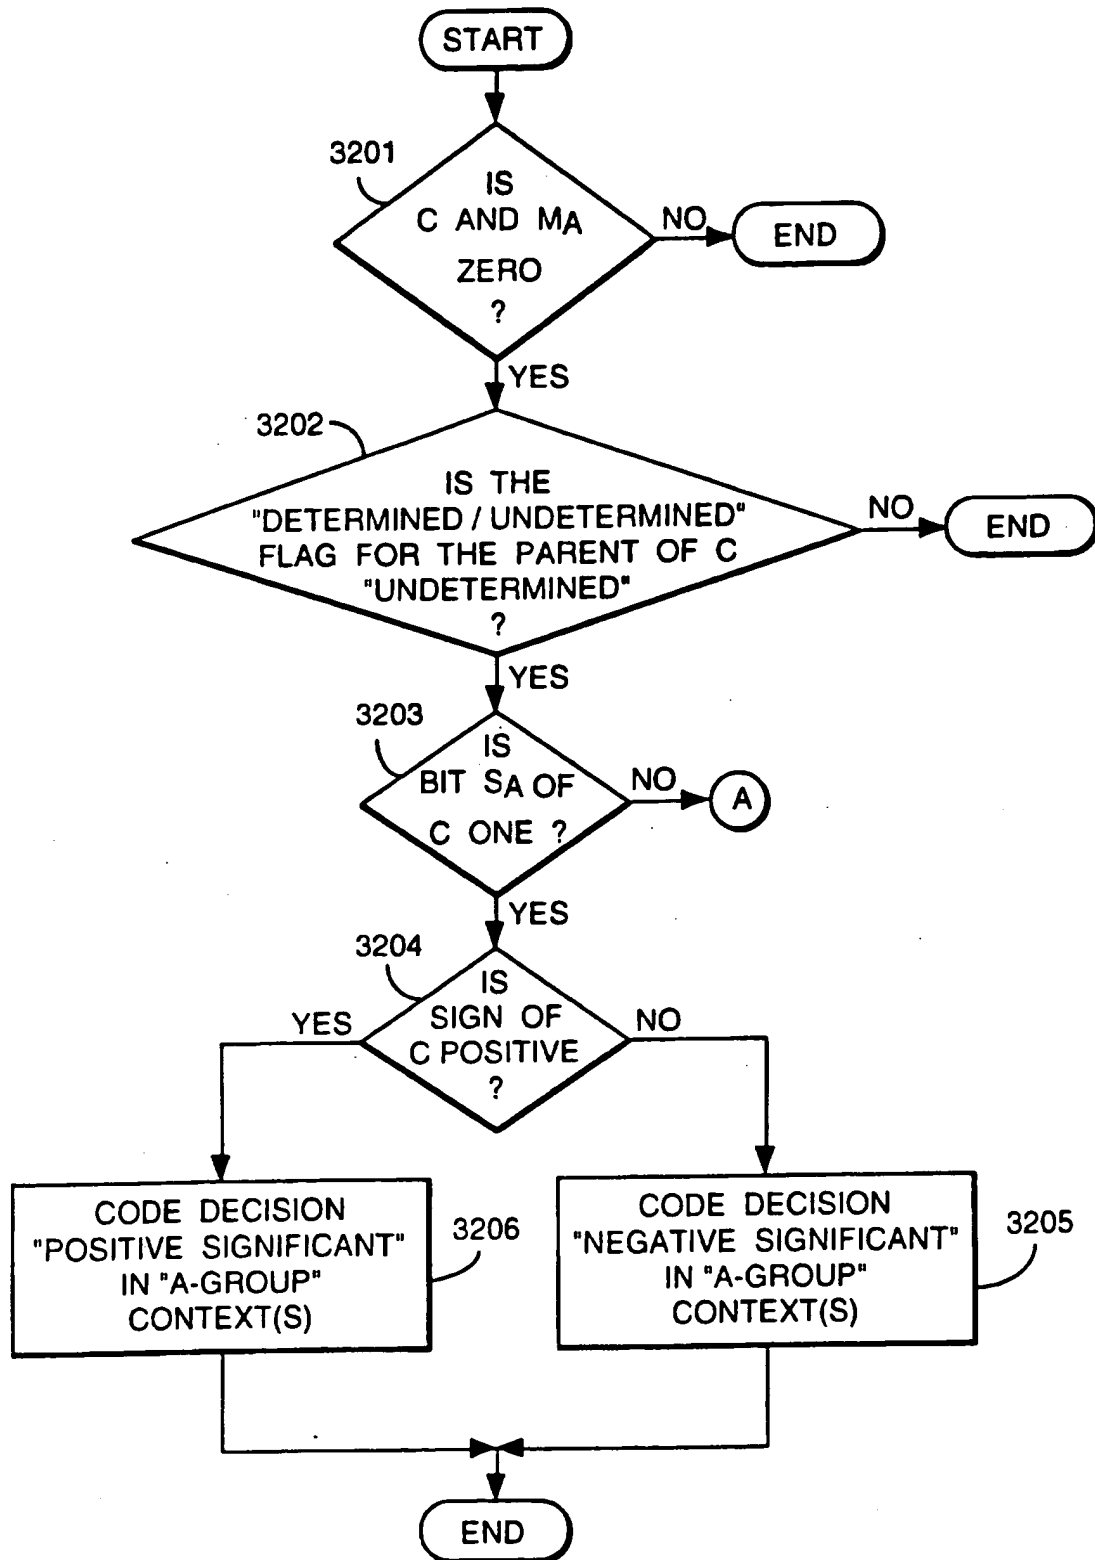 START
3201
IS
C AND MA
ZERO
?
NO
END
YES
3202
IS THE
"DETERMINED / UNDETERMINED"
FLAG FOR THE PARENT OF C
"UNDETERMINED"
?
NO
END
YES
3203
IS
BIT SA OF
C ONE ?
NO
A
YES
3204
IS
SIGN OF
C POSITIVE
?
YES
NO
CODE DECISION
"POSITIVE SIGNIFICANT"
IN "A-GROUP"
CONTEXT(S)
3206
CODE DECISION
"NEGATIVE SIGNIFICANT"
IN "A-GROUP"
CONTEXT(S)
3205
END